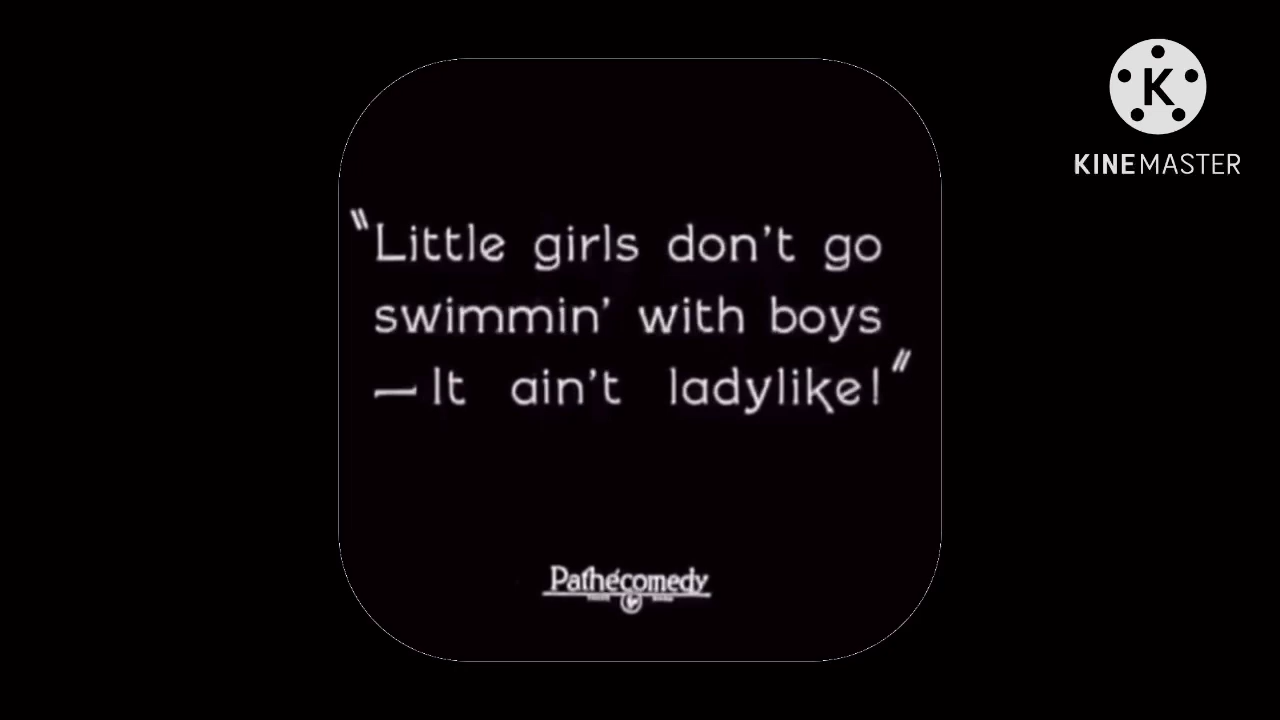 "Little girls don't go
swimmin' with boys
— It ain't ladylike!"
Pathécomedy
K
KINEMASTER